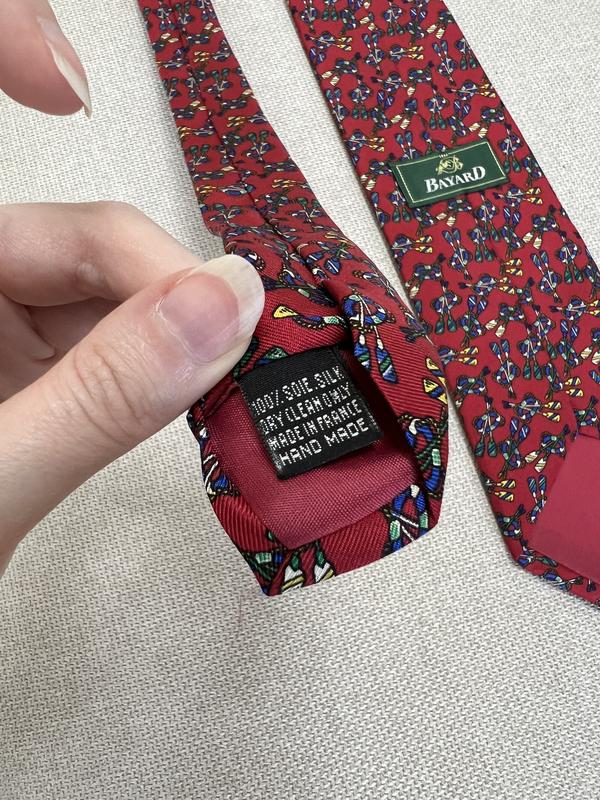 BAYARD
100% SOIE SILK
DRY CLEAN ONLY
MADE IN FRANCE
HAND MADE